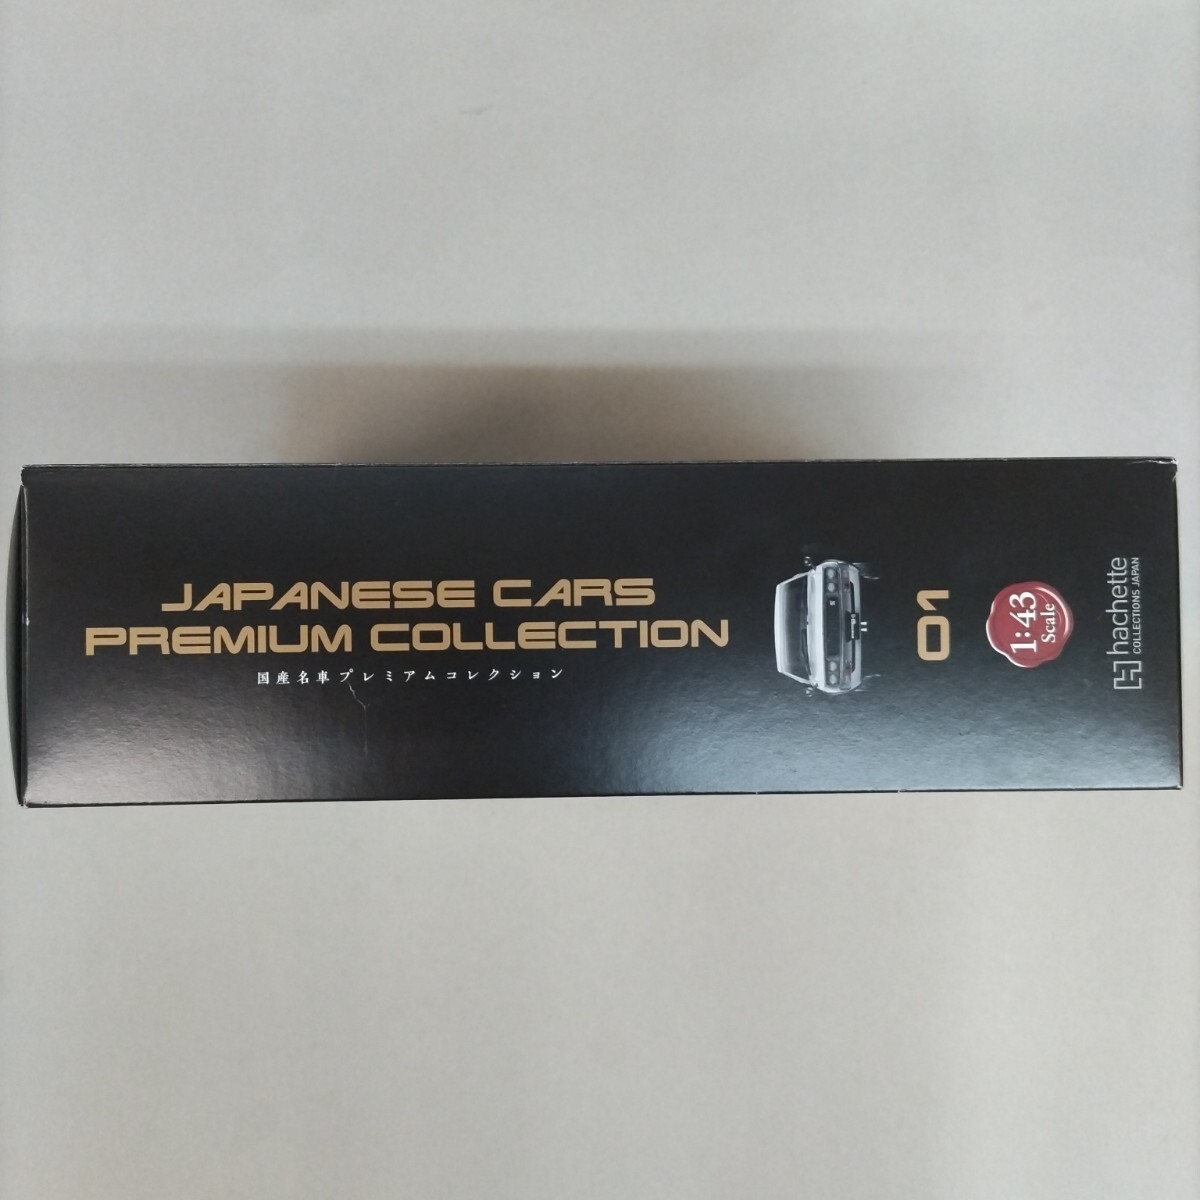 JAPANESE CARS
PREMIUM COLLECTION
国産名車プレミアムコレクション
01
1:43
Scale
hachette
COLLECTIONS JAPAN